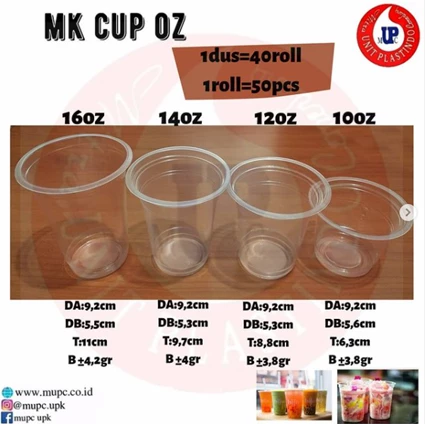 MK CUP OZ
MUPC
UNIT PLASTINDO
1dus=40roll
1roll=50pcs
16oz 14oz 12oz 10oz
DA:9,2cm DA:9,2cm DA:9,2cm DA:9,2cm
DB:5,5cm DB:5,3cm DB:5,3cm DB:5,6cm
T:11cm T:9,7cm T:8,8cm T:6,3cm
B ±4,2gr B ±4gr B ±3,8gr B ±3,8gr
www.mupc.co.id
@mupc.upk
mupc upk